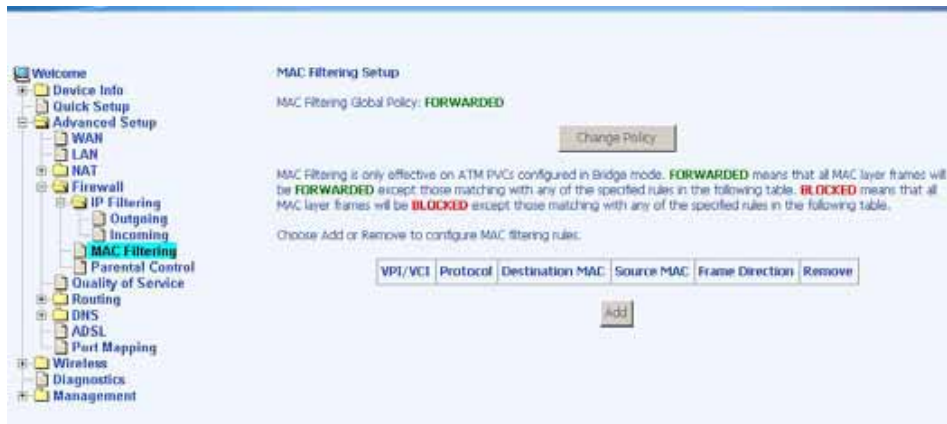 Welcome
Device Info
Quick Setup
Advanced Setup
WAN
LAN
NAT
Firewall
IP Filtering
Outgoing
Incoming
MAC Filtering
Parental Control
Quality of Service
Routing
DNS
ADSL
Port Mapping
Wireless
Diagnostics
Management
MAC Filtering Setup
MAC Filtering Global Policy: FORWARDED
Change Policy
MAC Filtering is only effective on ATM PVCs configured in Bridge mode. FORWARDED means that all MAC layer frames will
be FORWARDED except those matching with any of the specified rules in the following table. BLOCKED means that all
MAC layer frames will be BLOCKED except those matching with any of the specified rules in the following table.
Choose Add or Remove to configure MAC filtering rules.
VPI/VCI Protocol Destination MAC Source MAC Frame Direction Remove
Add